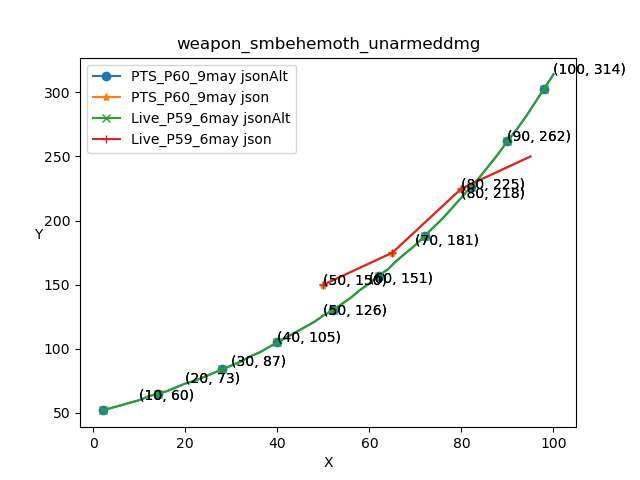 weapon_smbehemoth_unarmeddmg
PTS_P60_9may jsonAlt
PTS_P60_9may json
Live_P59_6may jsonAlt
Live_P59_6may json
(100, 314)
300
(90, 262)
250
(80, 225)
(80, 218)
200
Y
(70, 181)
150
(50, 150)
(60, 151)
(50, 126)
(40, 105)
100
(30, 87)
(20, 73)
(10, 60)
50
0 20 40 60 80 100
X